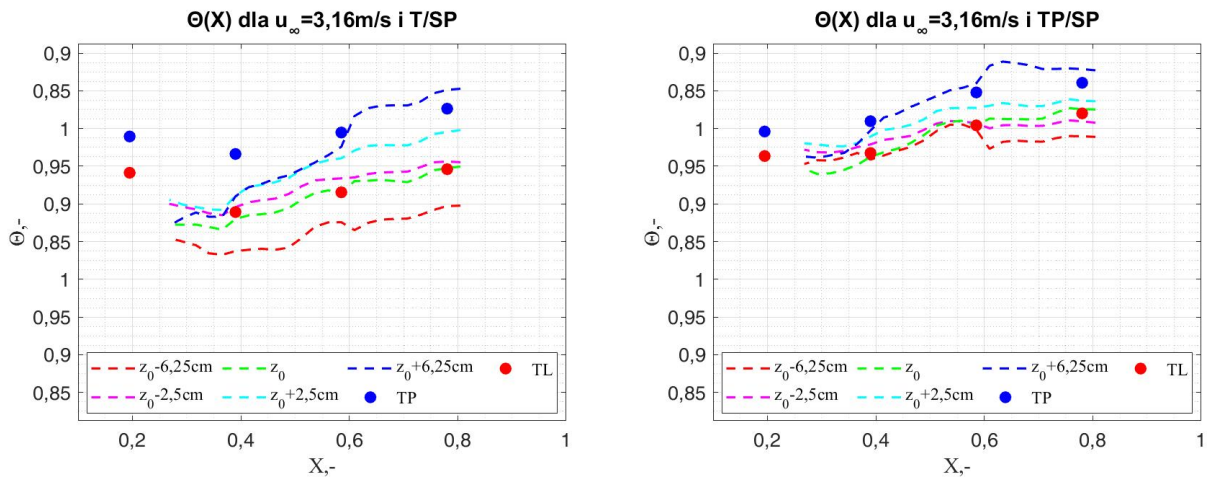 Θ(X) dla u∞=3,16m/s i T/SP
0,9
0,85
1
0,95
0,9
0,85
1
0,95
0,9
0,85
Θ,-
z0-6,25cm z0 z0+6,25cm TL
z0-2,5cm z0+2,5cm TP
0,2 0,4 0,6 0,8 1
X,-
Θ(X) dla u∞=3,16m/s i TP/SP
0,9
0,85
1
0,95
0,9
0,85
1
0,95
0,9
0,85
Θ,-
z0-6,25cm z0 z0+6,25cm TL
z0-2,5cm z0+2,5cm TP
0,2 0,4 0,6 0,8 1
X,-